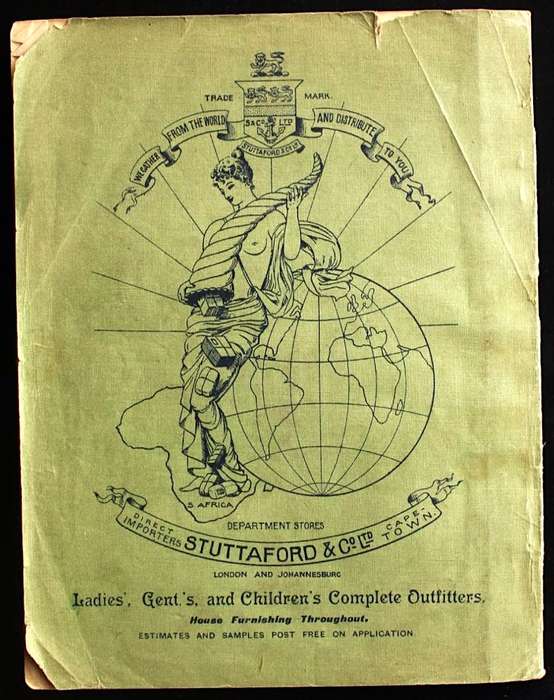 TRADE MARK.
WE GATHER FROM THE WORLD AND DISTRIBUTE TO YOU
S & Co LTD
STUTTAFORD & Co LTD
S. AFRICA
DEPARTMENT STORES
DIRECT IMPORTERS STUTTAFORD & Co LTD CAPE-TOWN.
LONDON AND JOHANNESBURG
Ladies', Gent.'s, and Children's Complete Outfitters.
House Furnishing Throughout.
ESTIMATES AND SAMPLES POST FREE ON APPLICATION